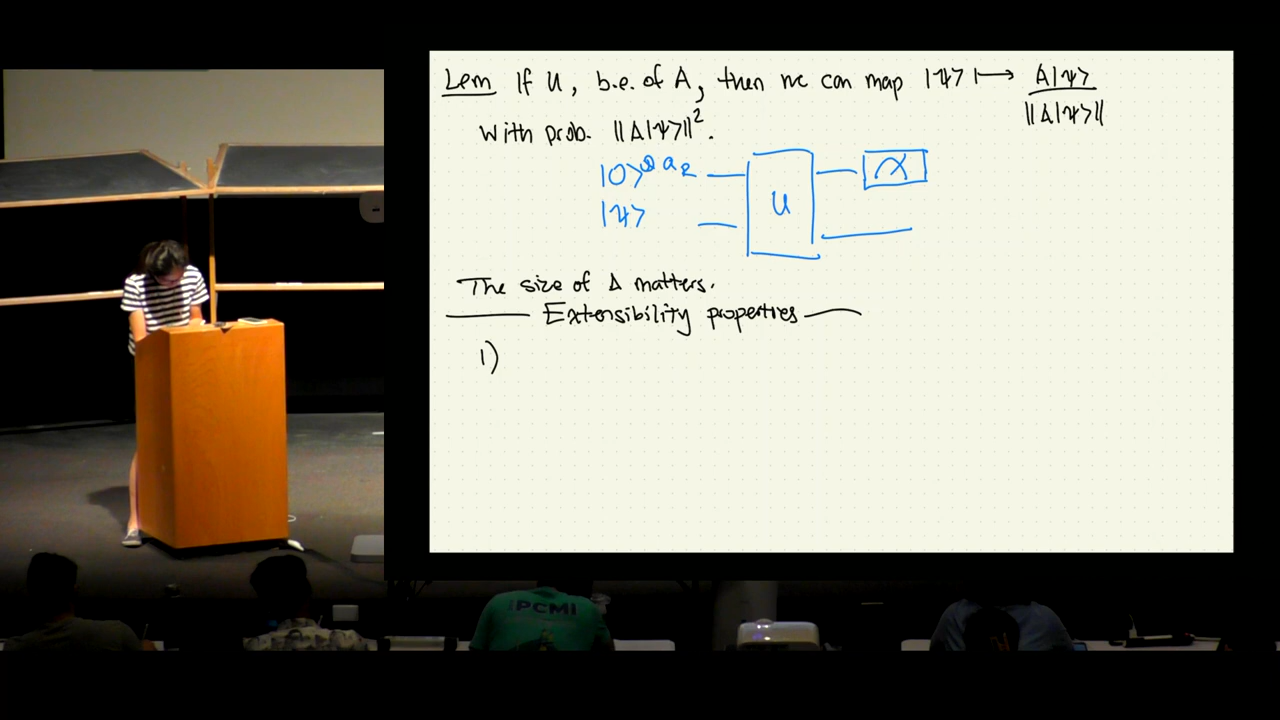 Lem If U, b.e. of A, then we can map |ψ> ↦ A|ψ> / ‖A|ψ>‖
with prob. ‖A|ψ>‖².
|0>^{⊗ a_2}
U
|ψ>
The size of A matters.
Extensibility properties
1)
PCMI